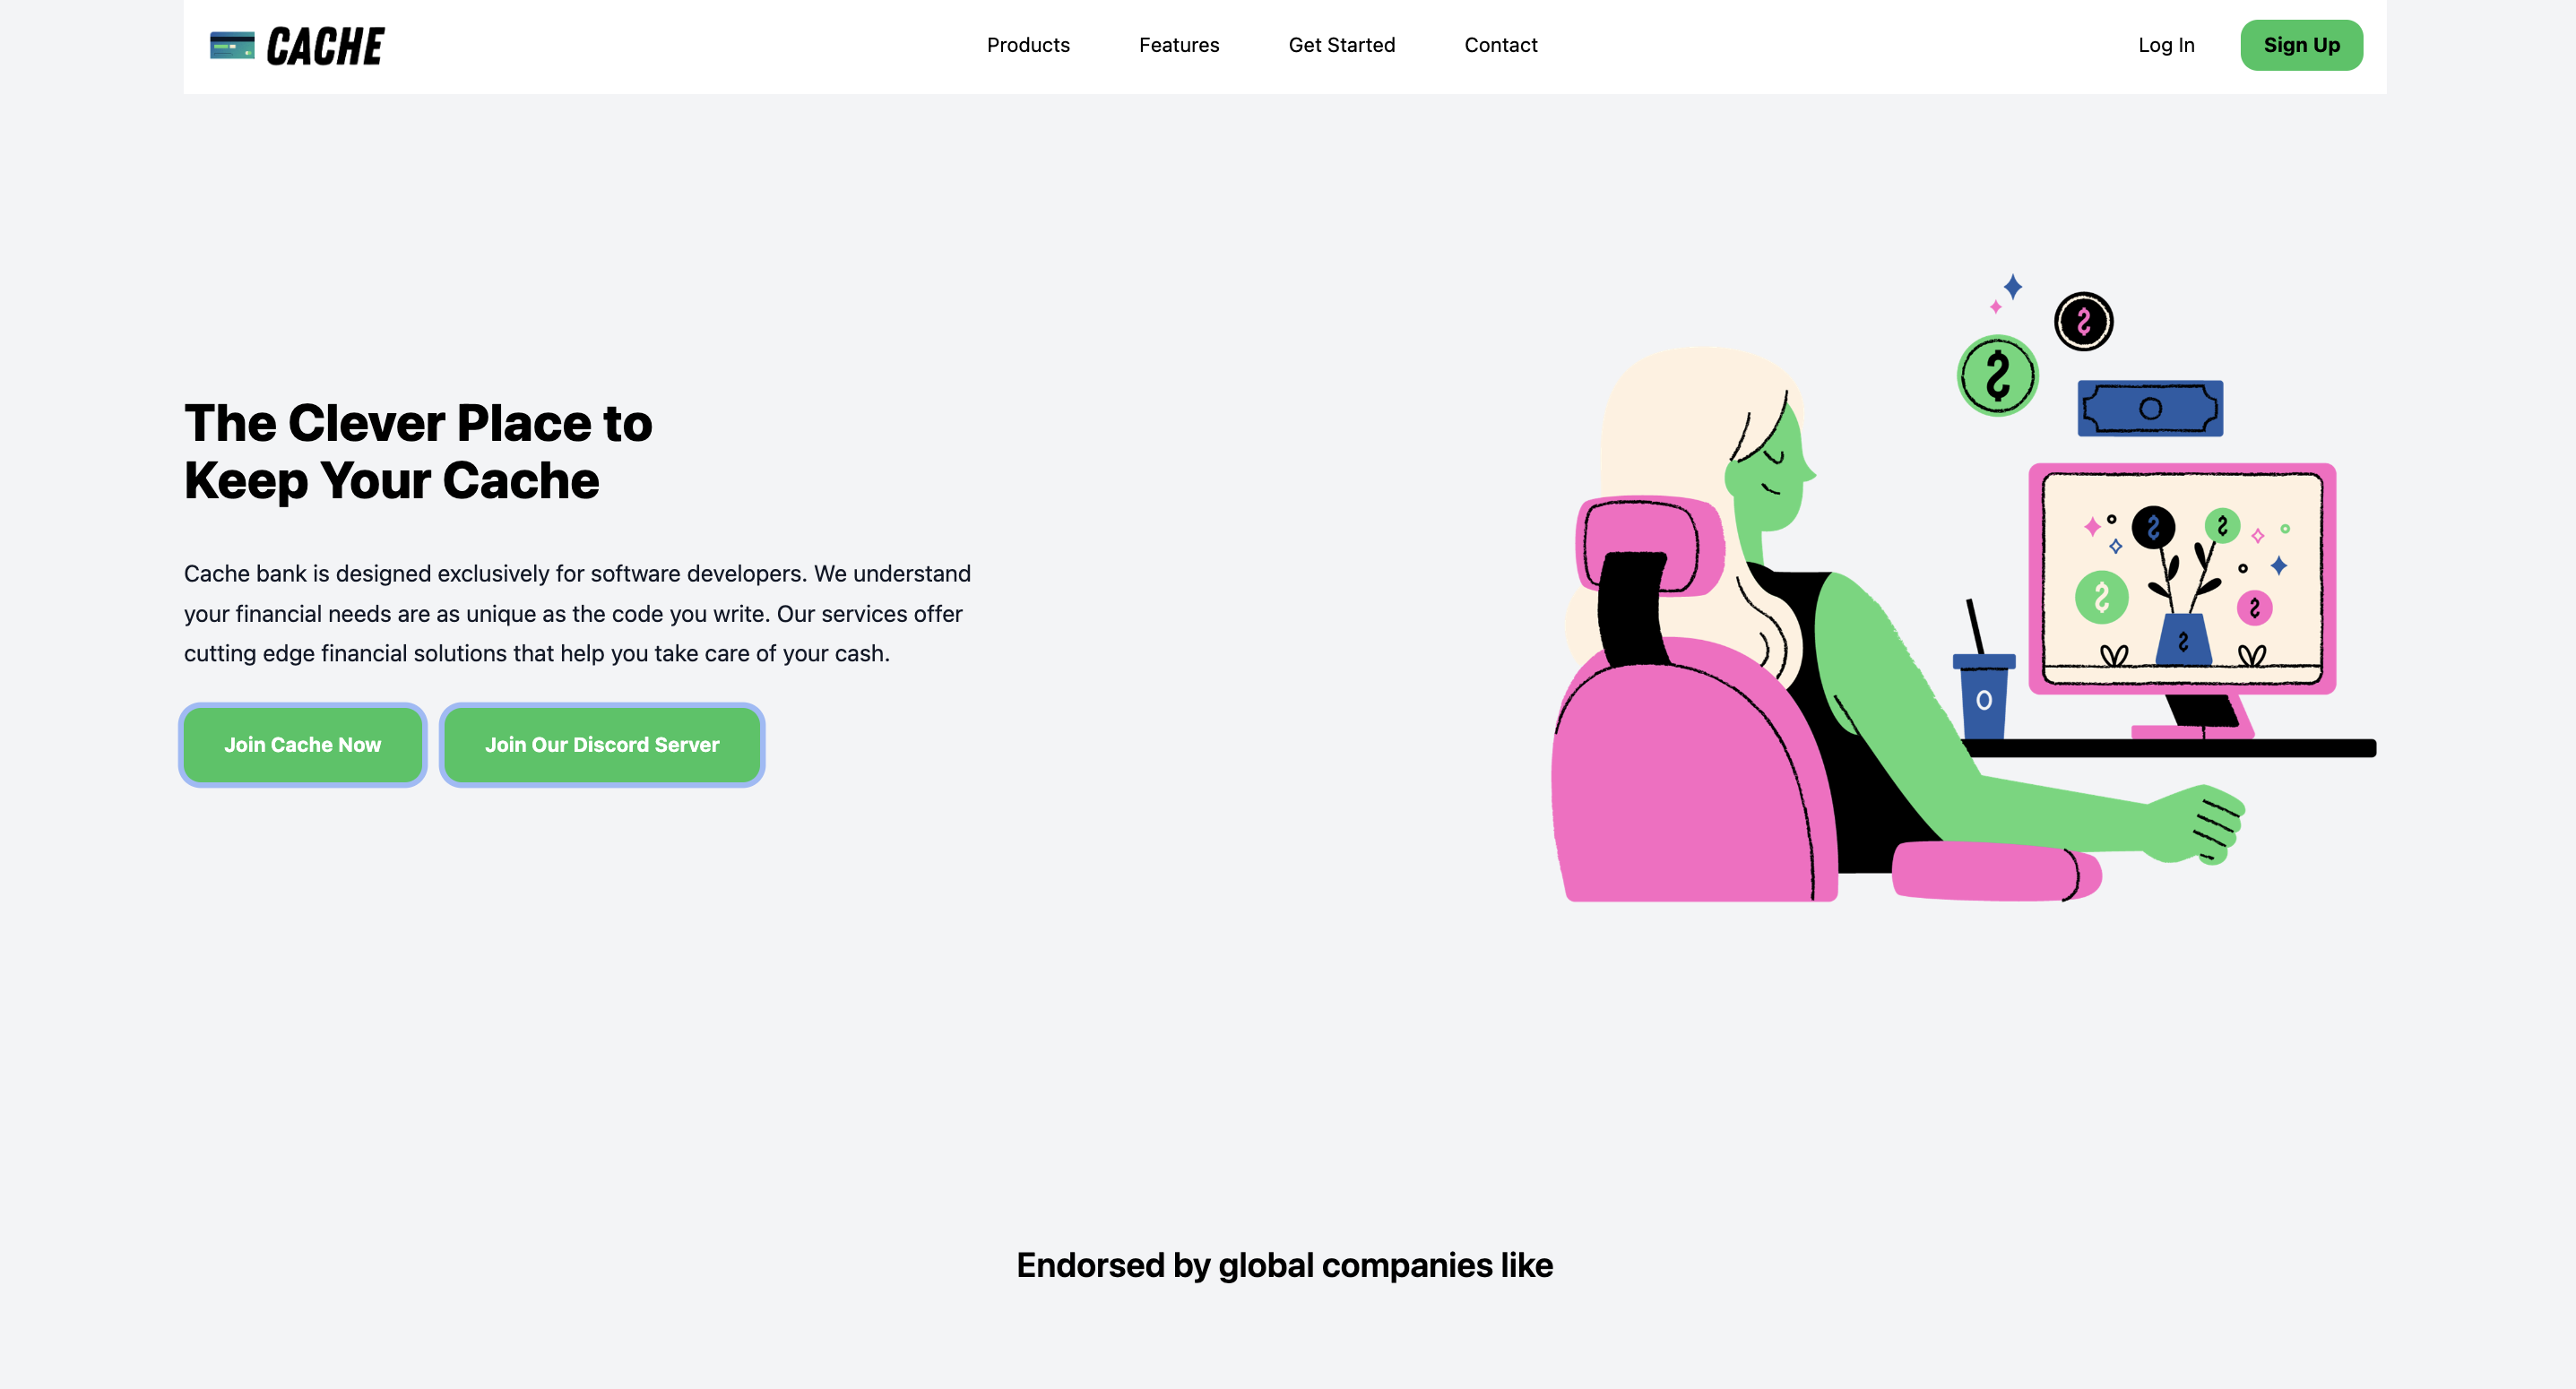 CACHE
Products
Features
Get Started
Contact
Log In
Sign Up
The Clever Place to
Keep Your Cache
Cache bank is designed exclusively for software developers. We understand
your financial needs are as unique as the code you write. Our services offer
cutting edge financial solutions that help you take care of your cash.
Join Cache Now
Join Our Discord Server
Endorsed by global companies like